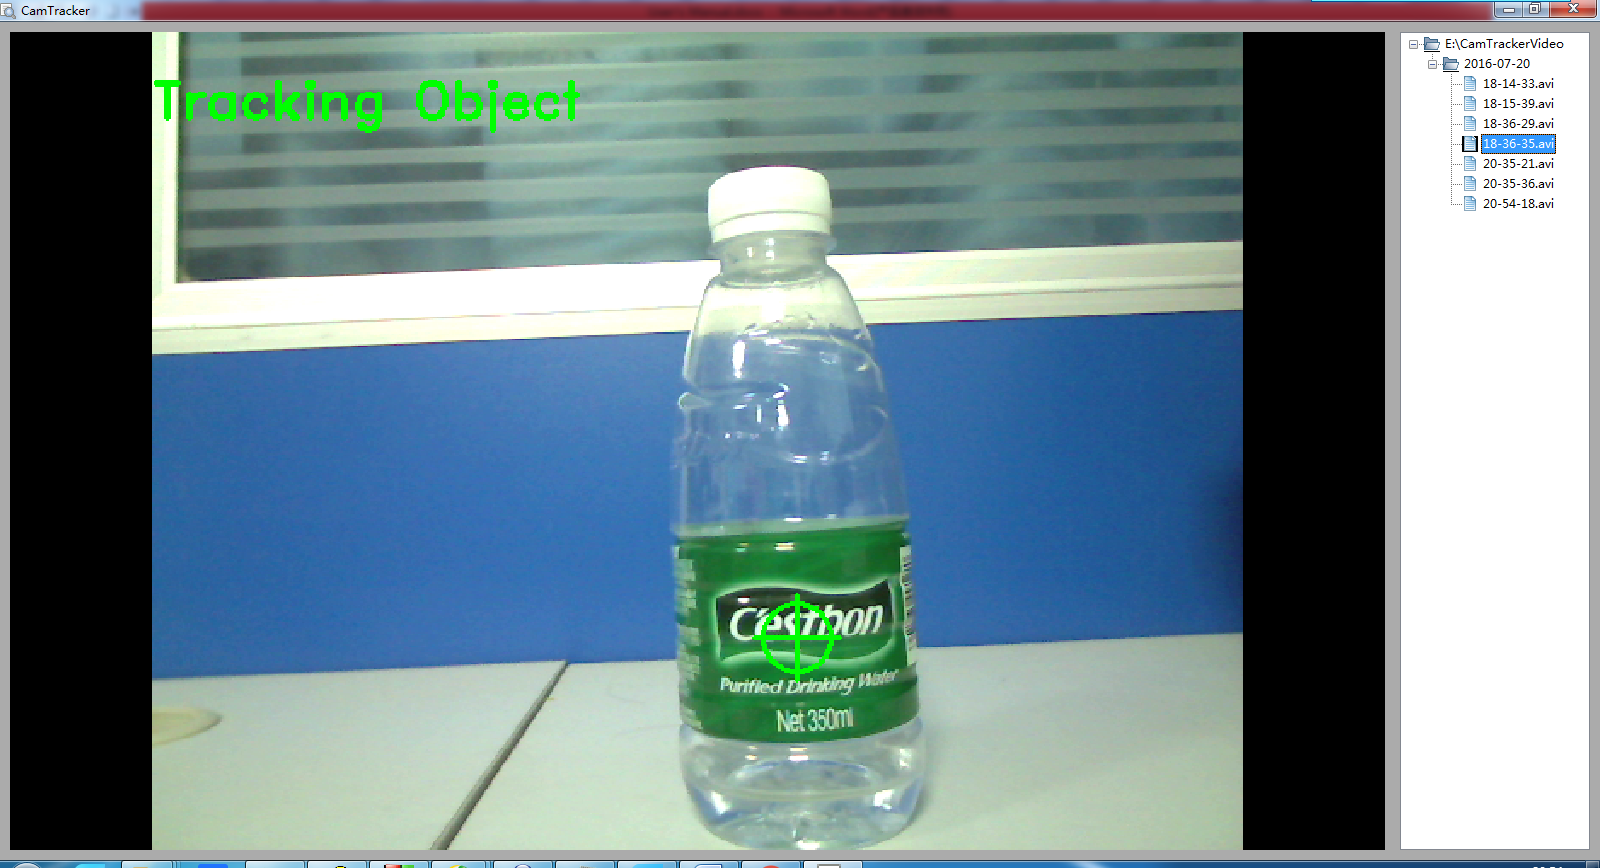 CamTracker
Tracking Object
C'estbon
Purified Drinking Water
Net 350ml
E:\CamTrackerVideo
2016-07-20
18-14-33.avi
18-15-39.avi
18-36-29.avi
18-36-35.avi
20-35-21.avi
20-35-36.avi
20-54-18.avi